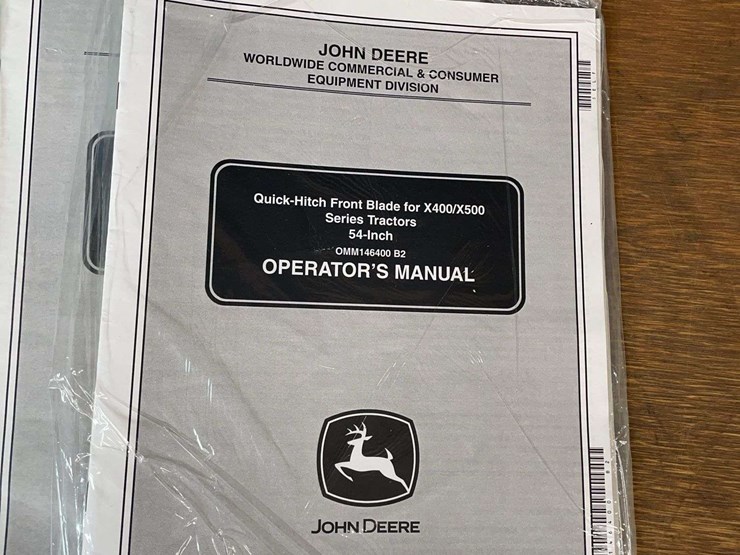 JOHN DEERE
WORLDWIDE COMMERCIAL & CONSUMER
EQUIPMENT DIVISION
Quick-Hitch Front Blade for X400/X500
Series Tractors
54-Inch
OMM146400 B2
OPERATOR'S MANUAL
JOHN DEERE